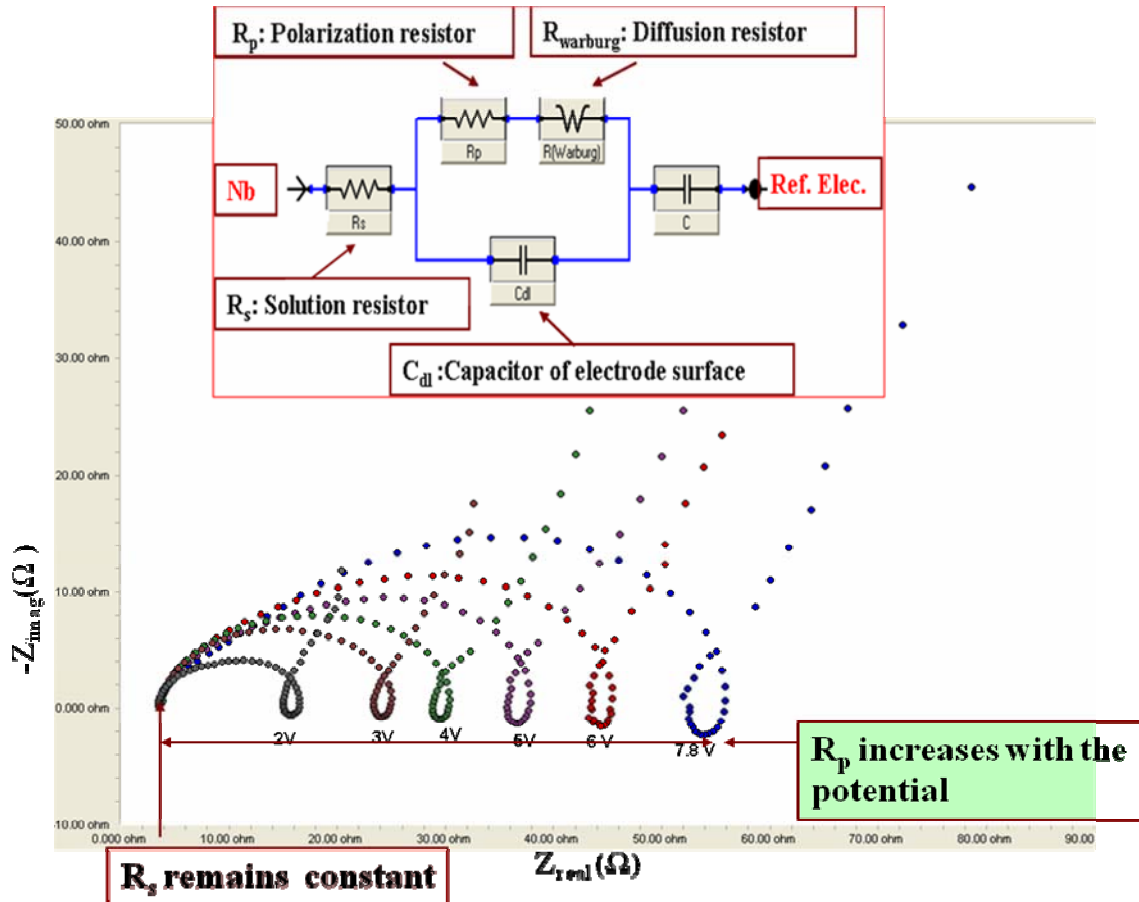 Rp: Polarization resistor
Rwarburg: Diffusion resistor
Rp
R(Warburg)
Nb
Rs
C
Ref. Elec.
Cdl
Rs: Solution resistor
Cdl :Capacitor of electrode surface
50.00 ohm
40.00 ohm
30.00 ohm
20.00 ohm
10.00 ohm
0.000 ohm
-10.00 ohm
-Zimag(Ω)
2V
3V
4V
5V
6 V
7.8 V
Rp increases with the
potential
0.000 ohm
10.00 ohm
20.00 ohm
30.00 ohm
40.00 ohm
50.00 ohm
60.00 ohm
70.00 ohm
80.00 ohm
90.00
Zreal(Ω)
Rs remains constant